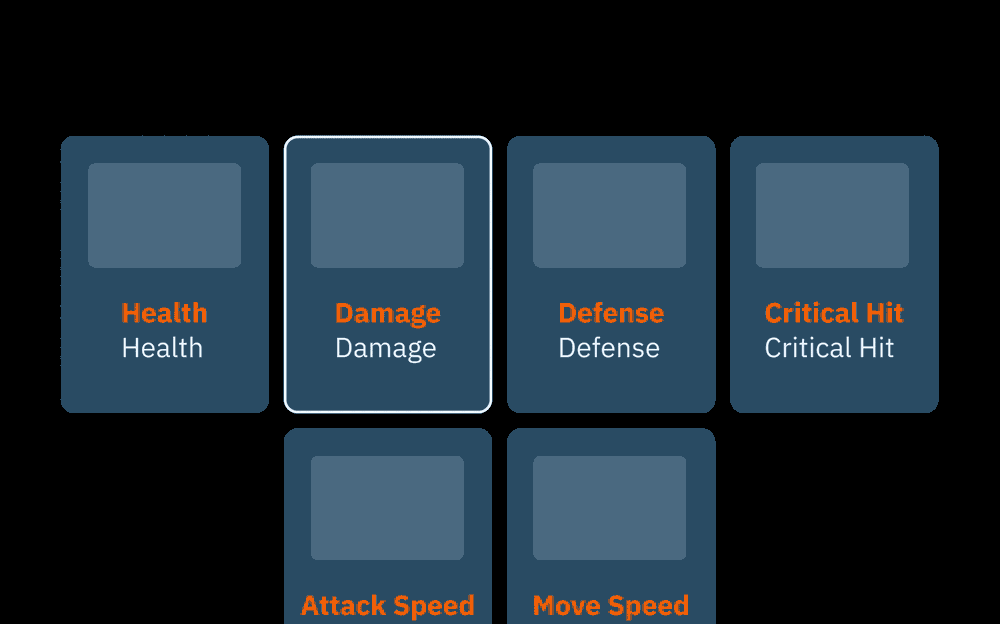 Health
Health
Damage
Damage
Defense
Defense
Critical Hit
Critical Hit
Attack Speed
Move Speed